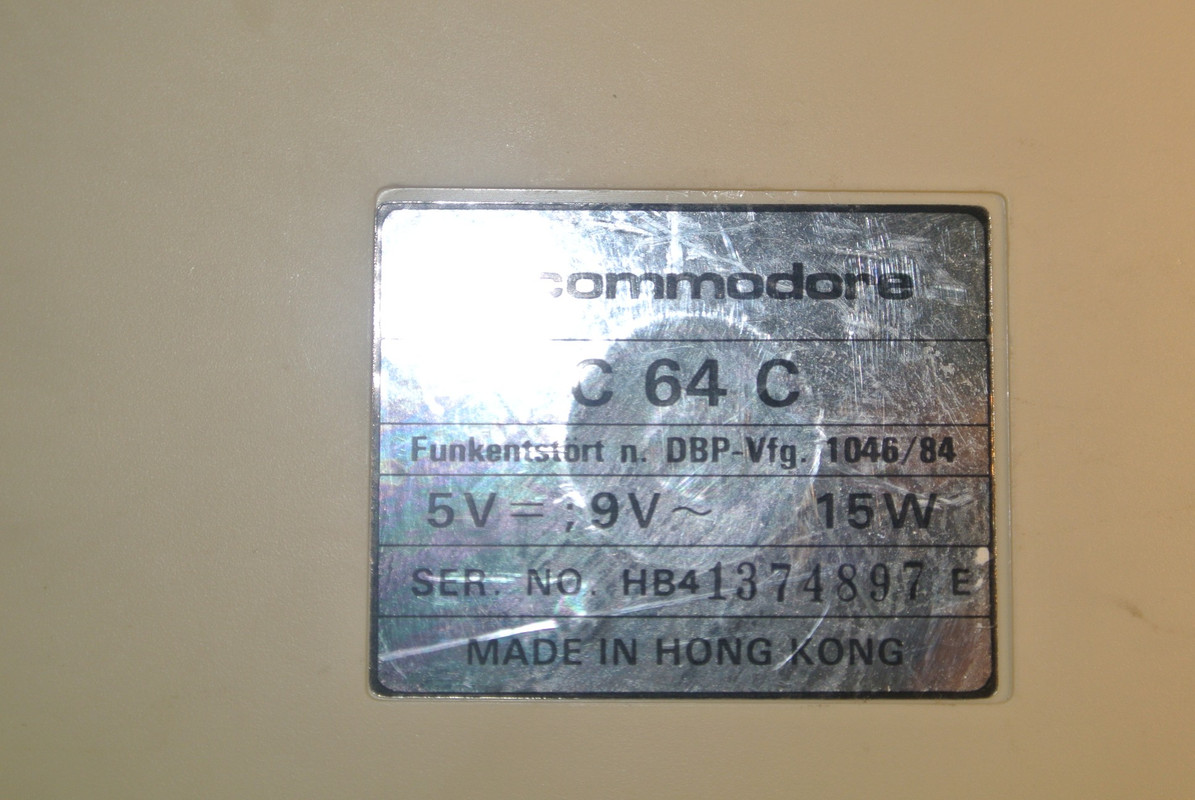 commodore
C 64 C
Funkentstört n. DBP-Vfg. 1046/84
5V=;9V~ 15W
SER. NO. HB41374897 E
MADE IN HONG KONG